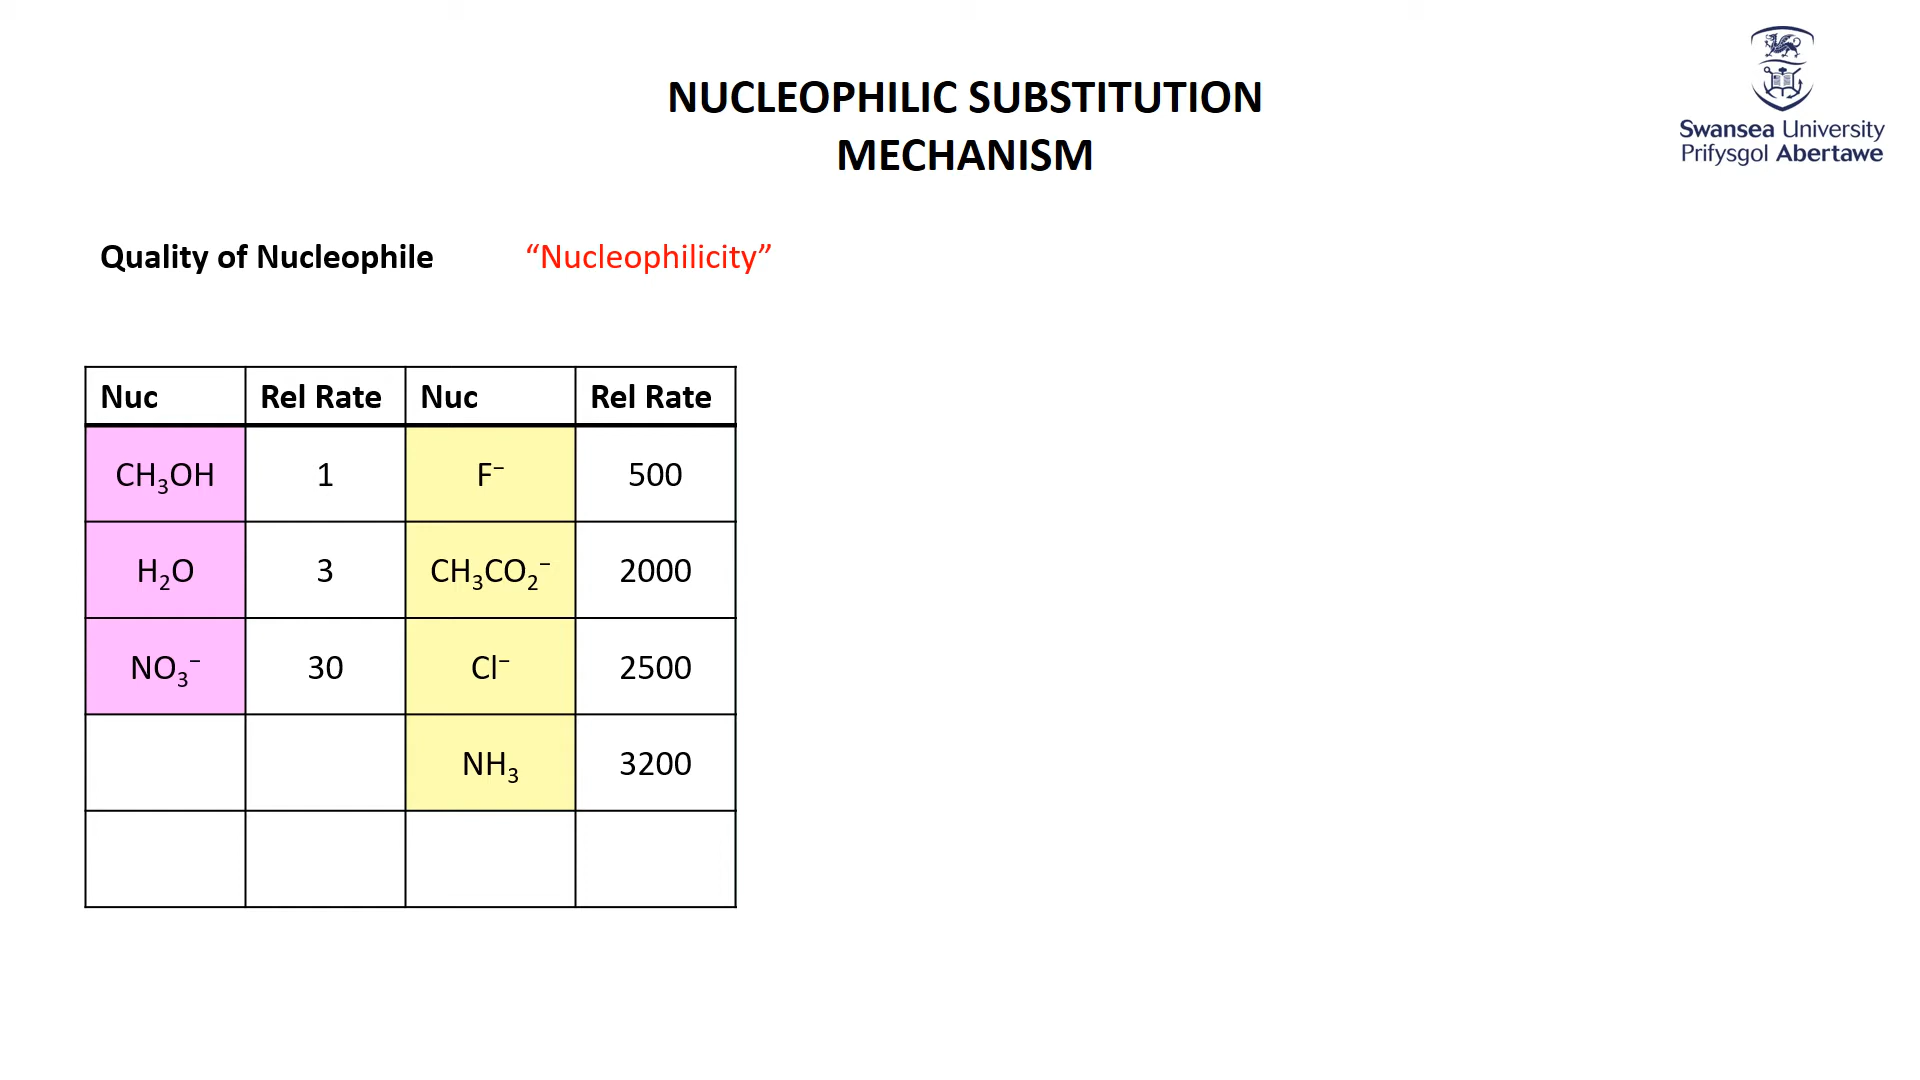 NUCLEOPHILIC SUBSTITUTION
MECHANISM
Swansea University
Prifysgol Abertawe
Quality of Nucleophile “Nucleophilicity”
Nuc Rel Rate Nuc Rel Rate
CH₃OH 1 F⁻ 500
H₂O 3 CH₃CO₂⁻ 2000
NO₃⁻ 30 Cl⁻ 2500
NH₃ 3200